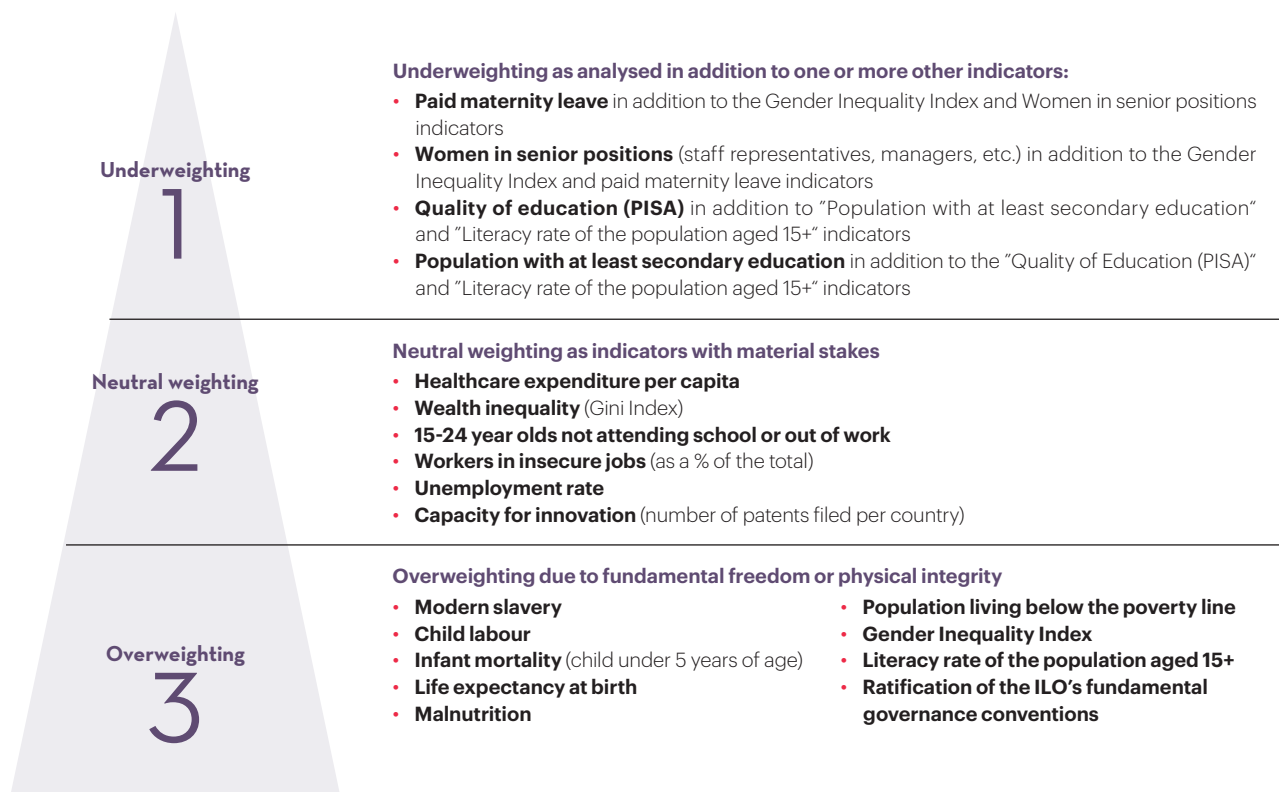 Underweighting
1
Underweighting as analysed in addition to one or more other indicators:
• Paid maternity leave in addition to the Gender Inequality Index and Women in senior positions
indicators
• Women in senior positions (staff representatives, managers, etc.) in addition to the Gender
Inequality Index and paid maternity leave indicators
• Quality of education (PISA) in addition to "Population with at least secondary education"
and "Literacy rate of the population aged 15+" indicators
• Population with at least secondary education in addition to the "Quality of Education (PISA)"
and "Literacy rate of the population aged 15+" indicators
Neutral weighting
2
Neutral weighting as indicators with material stakes
• Healthcare expenditure per capita
• Wealth inequality (Gini Index)
• 15-24 year olds not attending school or out of work
• Workers in insecure jobs (as a % of the total)
• Unemployment rate
• Capacity for innovation (number of patents filed per country)
Overweighting
3
Overweighting due to fundamental freedom or physical integrity
• Modern slavery
• Child labour
• Infant mortality (child under 5 years of age)
• Life expectancy at birth
• Malnutrition
• Population living below the poverty line
• Gender Inequality Index
• Literacy rate of the population aged 15+
• Ratification of the ILO's fundamental
governance conventions